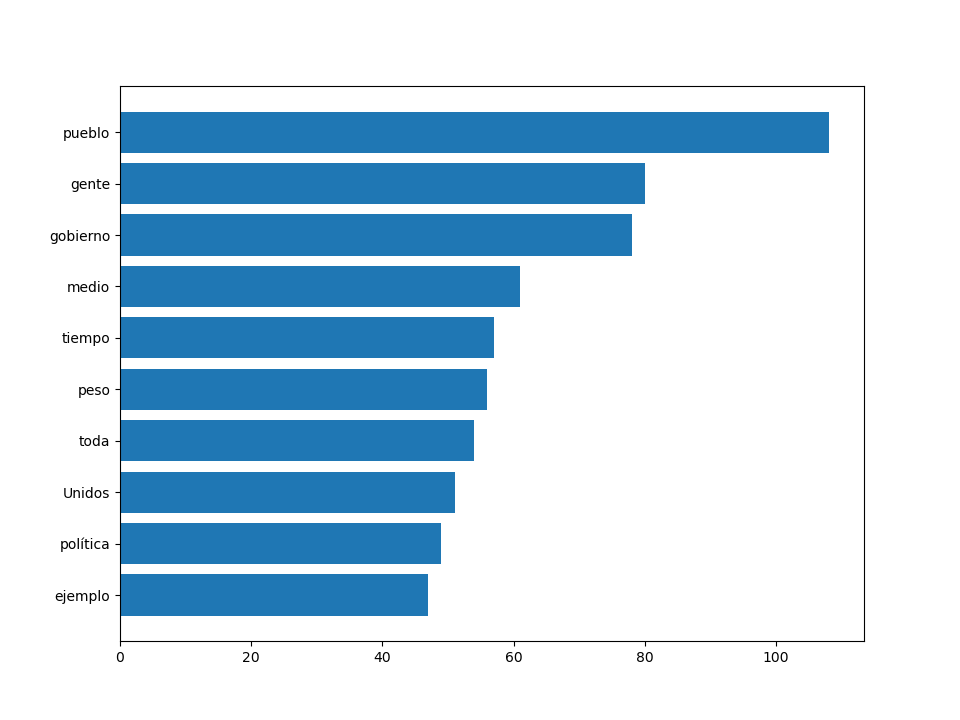 pueblo
gente
gobierno
medio
tiempo
peso
toda
Unidos
política
ejemplo
0 20 40 60 80 100